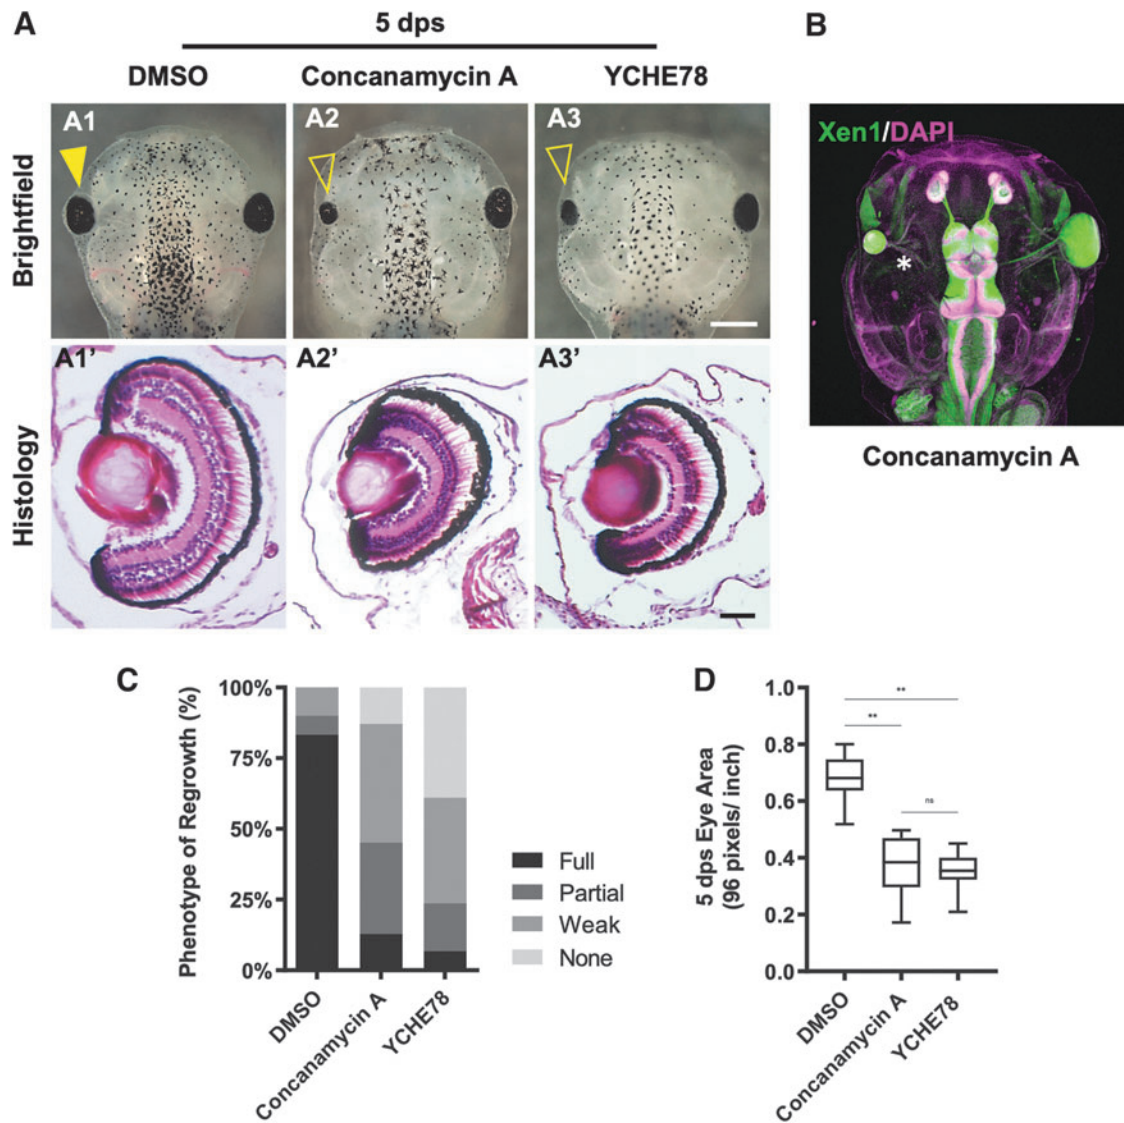 A
5 dps
B
DMSO
Concanamycin A
YCHE78
Brightfield
A1
A2
A3
Xen1/DAPI
*
Concanamycin A
Histology
A1’
A2’
A3’
C
Phenotype of Regrowth (%)
100%
75%
50%
25%
0%
DMSO
Concanamycin A
YCHE78
Full
Partial
Weak
None
D
5 dps Eye Area
(96 pixels/ inch)
1.0
0.8
0.6
0.4
0.2
0.0
**
**
ns
DMSO
Concanamycin A
YCHE78